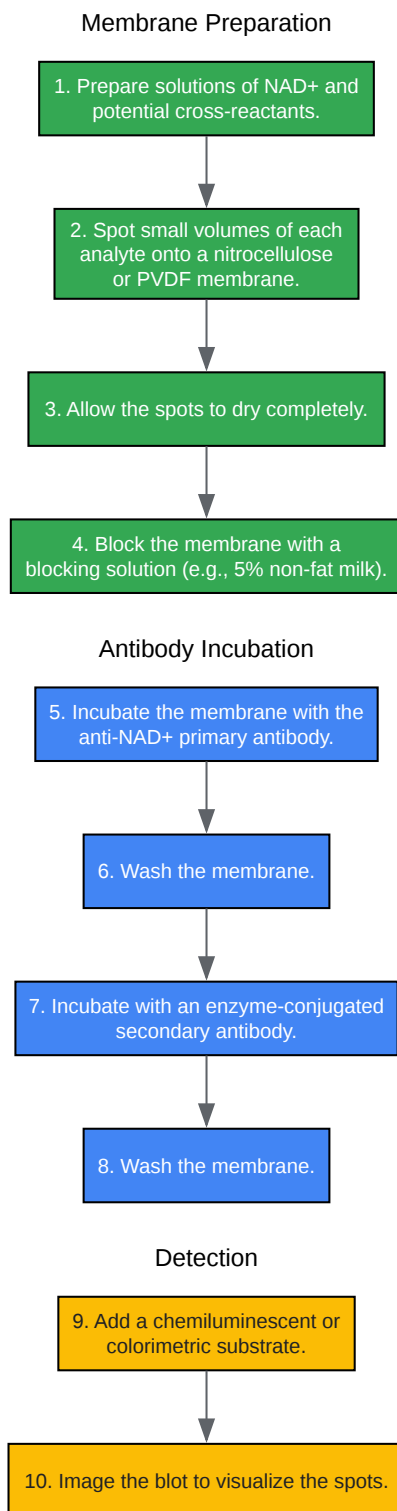 Membrane Preparation
1. Prepare solutions of NAD+ and
potential cross-reactants.
2. Spot small volumes of each
analyte onto a nitrocellulose
or PVDF membrane.
3. Allow the spots to dry completely.
4. Block the membrane with a
blocking solution (e.g., 5% non-fat milk).
Antibody Incubation
5. Incubate the membrane with the
anti-NAD+ primary antibody.
6. Wash the membrane.
7. Incubate with an enzyme-conjugated
secondary antibody.
8. Wash the membrane.
Detection
9. Add a chemiluminescent or
colorimetric substrate.
10. Image the blot to visualize the spots.